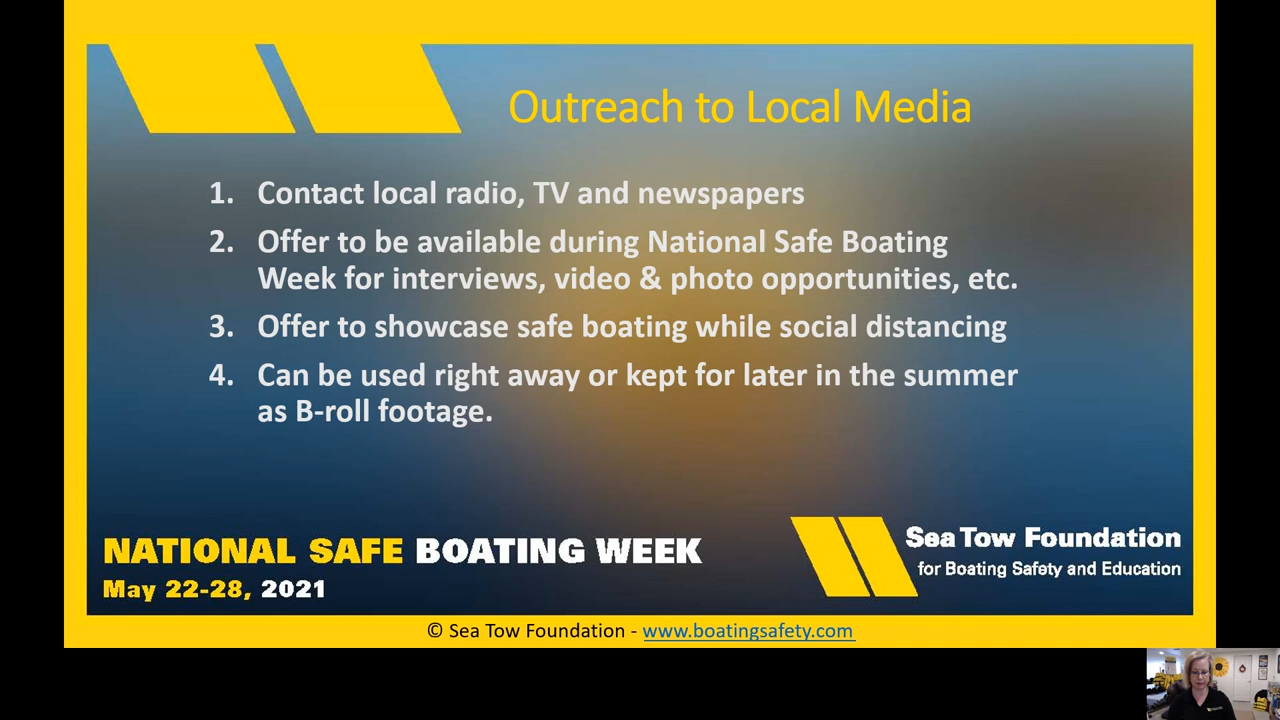 Outreach to Local Media
1. Contact local radio, TV and newspapers
2. Offer to be available during National Safe Boating
Week for interviews, video & photo opportunities, etc.
3. Offer to showcase safe boating while social distancing
4. Can be used right away or kept for later in the summer
as B-roll footage.
NATIONAL SAFE BOATING WEEK
May 22-28, 2021
Sea Tow Foundation
for Boating Safety and Education
© Sea Tow Foundation - www.boatingsafety.com